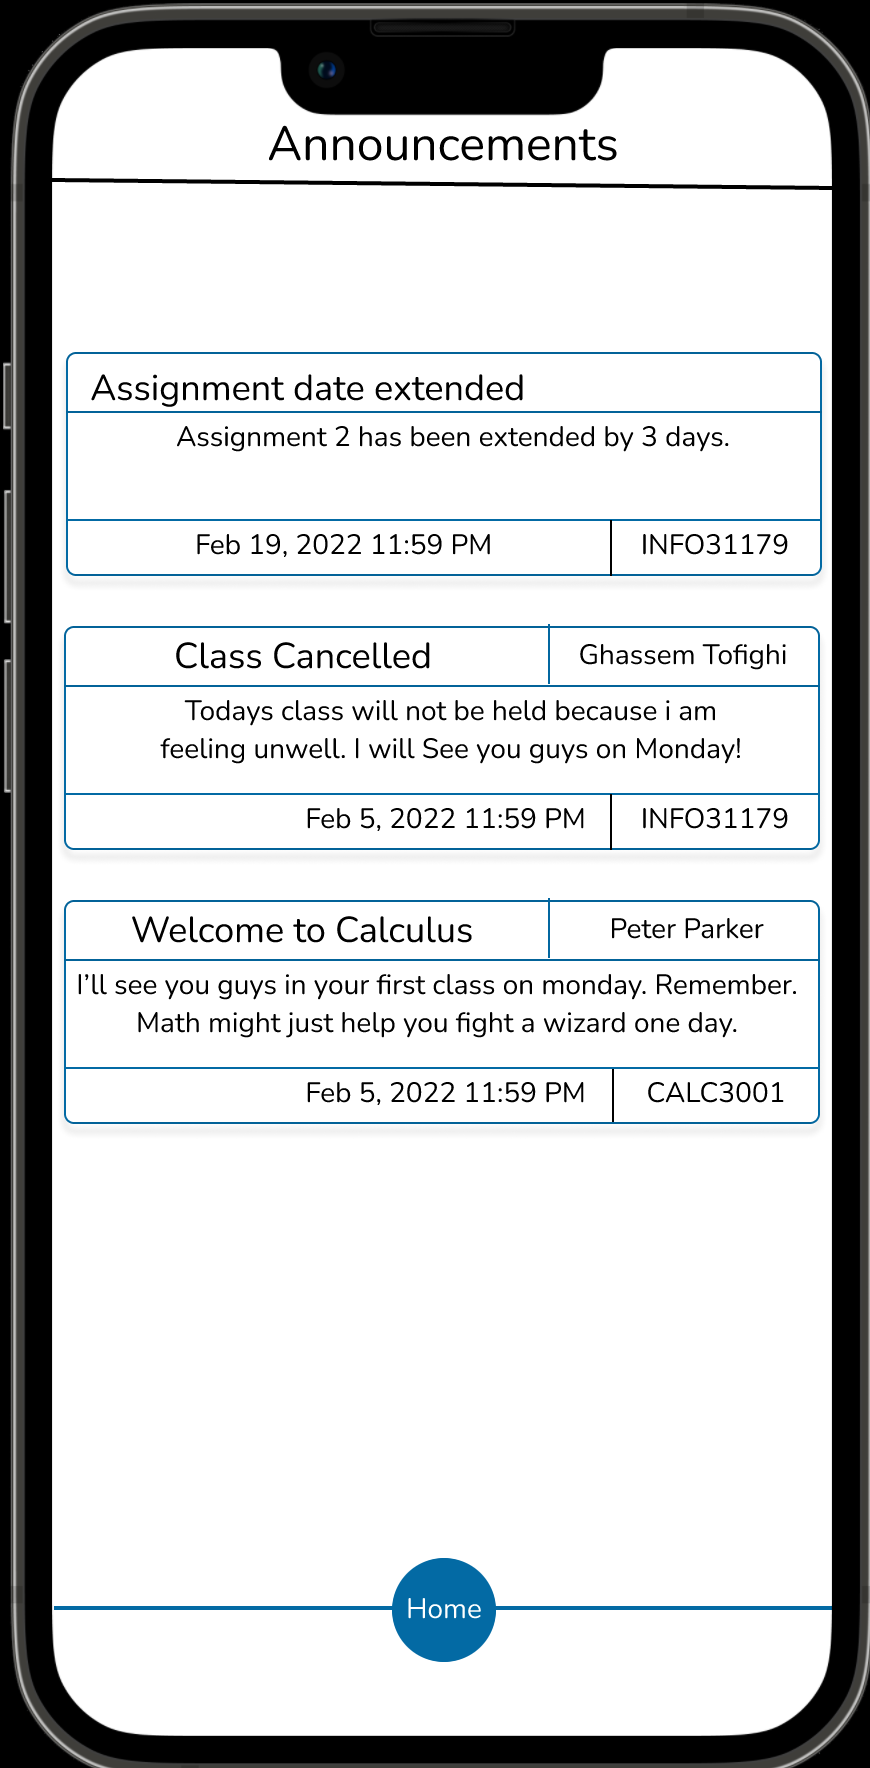 Announcements
Assignment date extended
Assignment 2 has been extended by 3 days.
Feb 19, 2022 11:59 PM INFO31179
Class Cancelled Ghassem Tofighi
Todays class will not be held because i am
feeling unwell. I will See you guys on Monday!
Feb 5, 2022 11:59 PM INFO31179
Welcome to Calculus Peter Parker
I’ll see you guys in your first class on monday. Remember.
Math might just help you fight a wizard one day.
Feb 5, 2022 11:59 PM CALC3001
Home